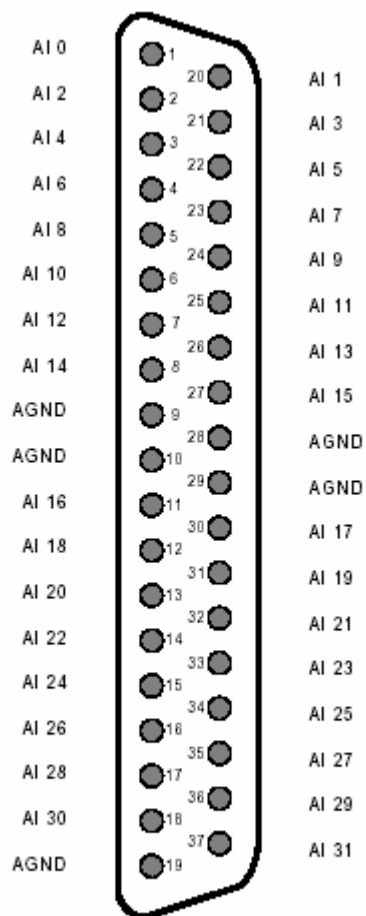 AI 0 1
20 AI 1
AI 2 2
21 AI 3
AI 4 3
22 AI 5
AI 6 4
23 AI 7
AI 8 5
24 AI 9
AI 10 6
25 AI 11
AI 12 7
26 AI 13
AI 14 8
27 AI 15
AGND 9
28 AGND
AGND 10
29 AGND
AI 16 11
30 AI 17
AI 18 12
31 AI 19
AI 20 13
32 AI 21
AI 22 14
33 AI 23
AI 24 15
34 AI 25
AI 26 16
35 AI 27
AI 28 17
36 AI 29
AI 30 18
37 AI 31
AGND 19